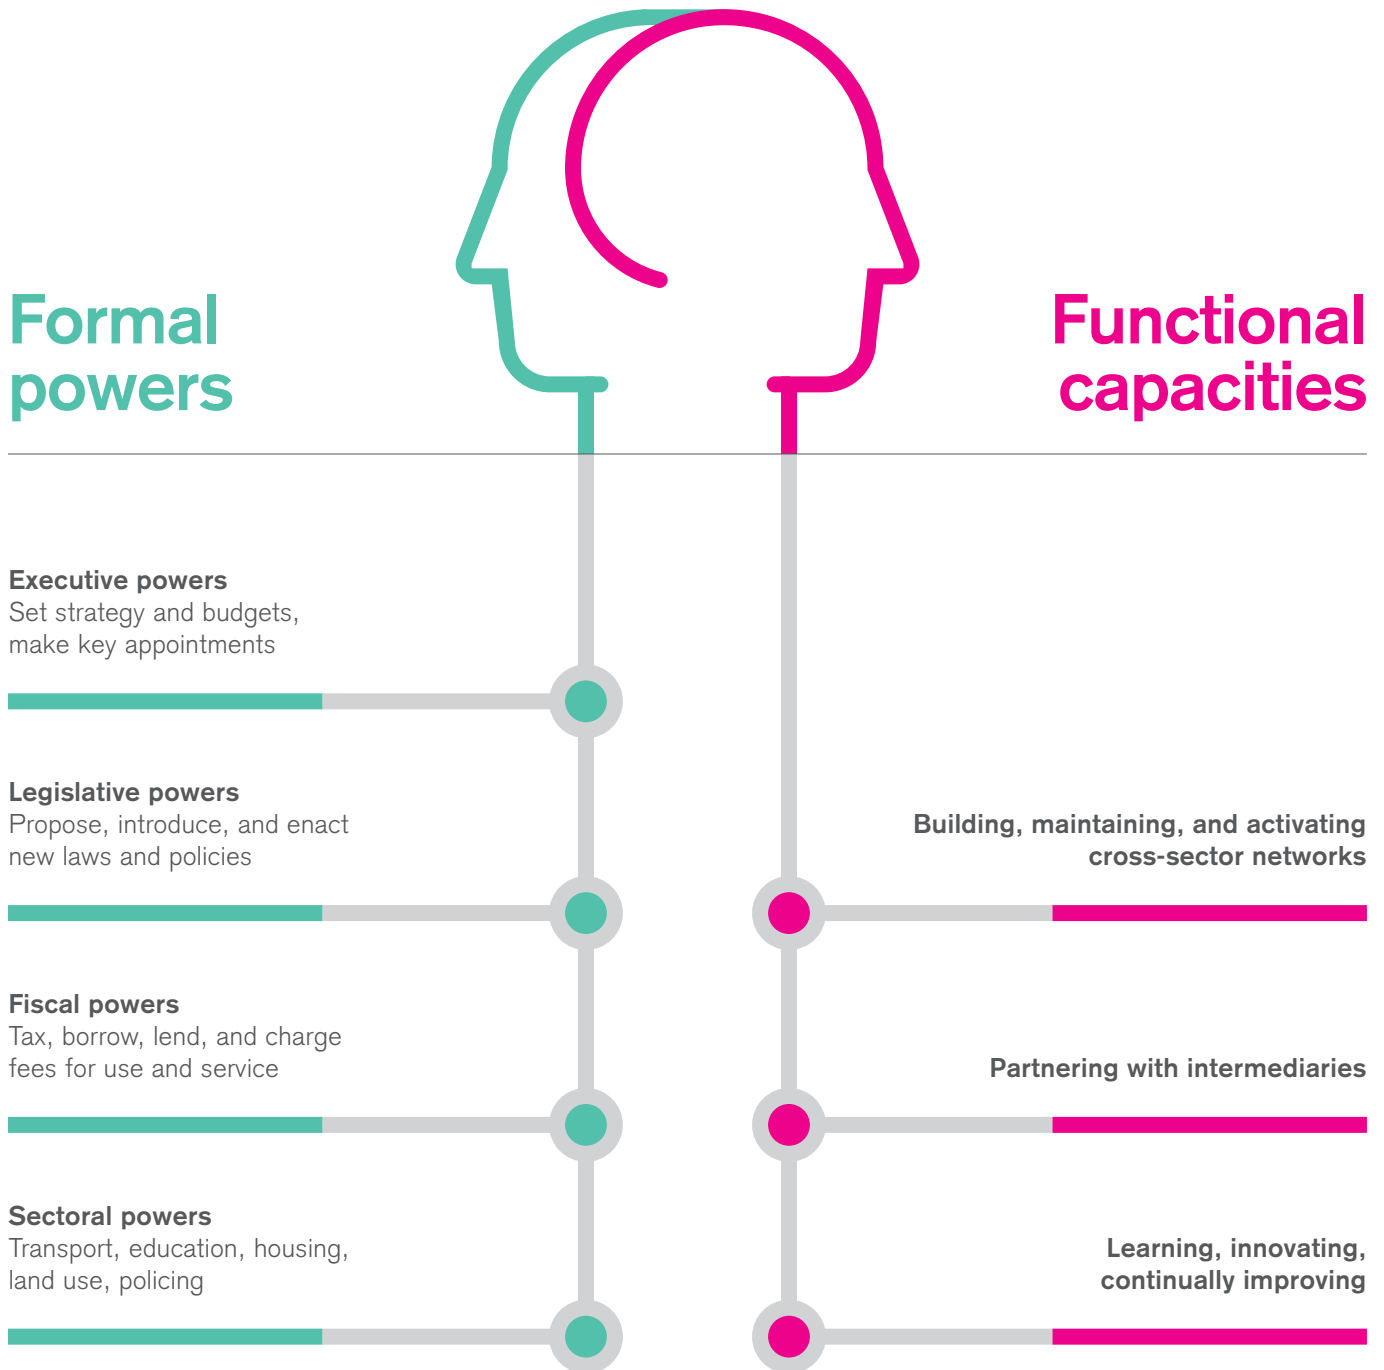 Formal
powers
Functional
capacities
Executive powers
Set strategy and budgets,
make key appointments
Legislative powers
Propose, introduce, and enact
new laws and policies
Fiscal powers
Tax, borrow, lend, and charge
fees for use and service
Sectoral powers
Transport, education, housing,
land use, policing
Building, maintaining, and activating
cross-sector networks
Partnering with intermediaries
Learning, innovating,
continually improving